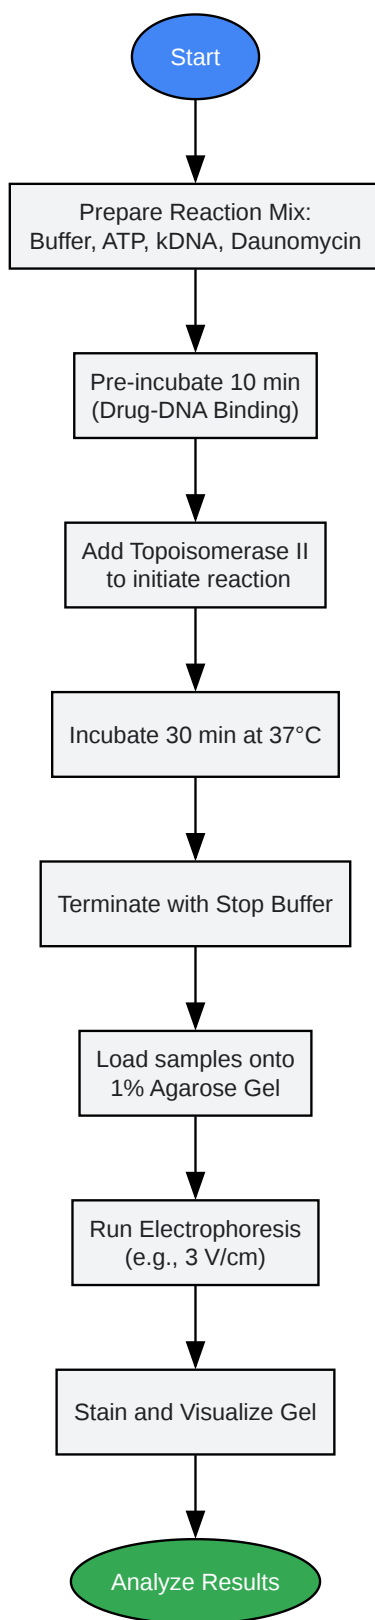 Start
Prepare Reaction Mix:
Buffer, ATP, kDNA, Daunomycin
Pre-incubate 10 min
(Drug-DNA Binding)
Add Topoisomerase II
to initiate reaction
Incubate 30 min at 37°C
Terminate with Stop Buffer
Load samples onto
1% Agarose Gel
Run Electrophoresis
(e.g., 3 V/cm)
Stain and Visualize Gel
Analyze Results